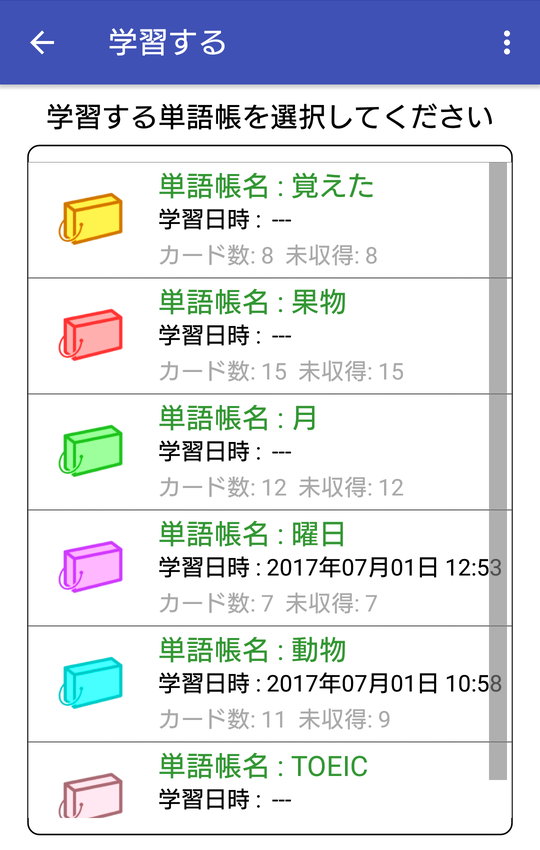 学習する
学習する単語帳を選択してください
単語帳名 : 覚えた
学習日時 : ---
カード数: 8 未収得: 8
単語帳名 : 果物
学習日時 : ---
カード数: 15 未収得: 15
単語帳名 : 月
学習日時 : ---
カード数: 12 未収得: 12
単語帳名 : 曜日
学習日時 : 2017年07月01日 12:53
カード数: 7 未収得: 7
単語帳名 : 動物
学習日時 : 2017年07月01日 10:58
カード数: 11 未収得: 9
単語帳名 : TOEIC
学習日時 : ---